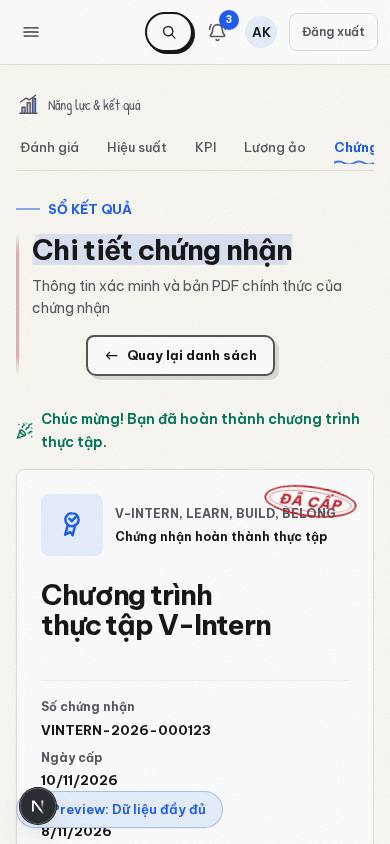 3
AK
Đăng xuất
Năng lực & kết quả
Đánh giá
Hiệu suất
KPI
Lương ảo
Chứng
SỔ KẾT QUẢ
Chi tiết chứng nhận
Thông tin xác minh và bản PDF chính thức của
chứng nhận
← Quay lại danh sách
Chúc mừng! Bạn đã hoàn thành chương trình
thực tập.
ĐÃ CẤP
V-INTERN, LEARN, BUILD, BELONG
Chứng nhận hoàn thành thực tập
Chương trình
thực tập V-Intern
Số chứng nhận
VINTERN-2026-000123
Ngày cấp
10/11/2026
N
Preview: Dữ liệu đầy đủ
8/11/2026